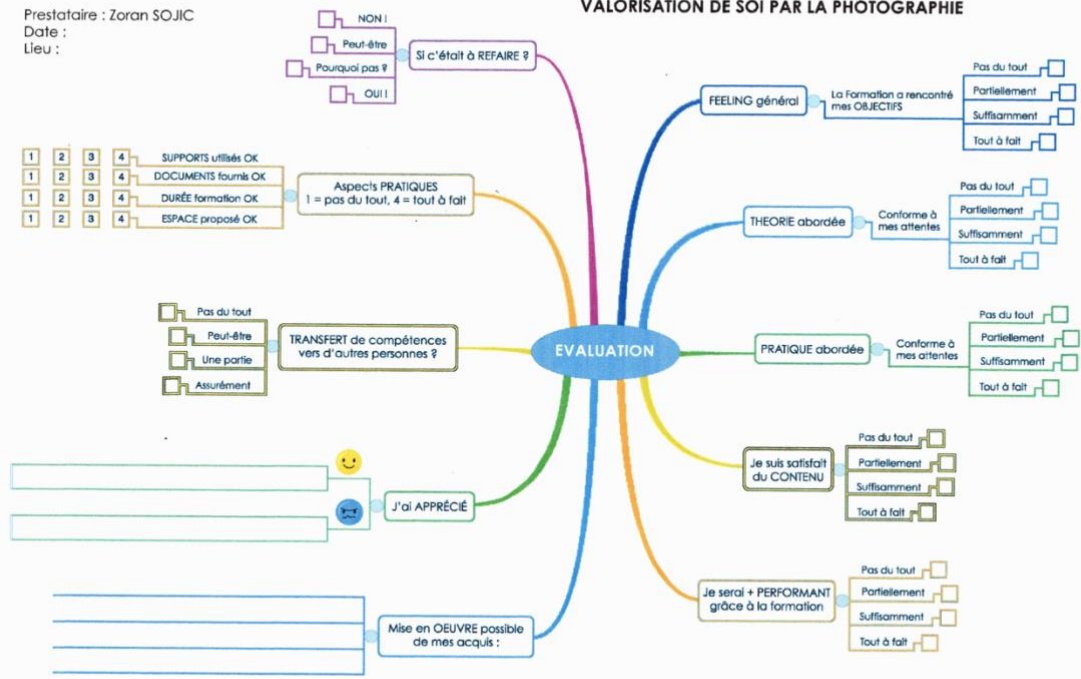 Prestataire : Zoran SOJIC
Date :
Lieu :
VALORISATION DE SOI PAR LA PHOTOGRAPHIE
EVALUATION
FEELING général
La Formation a rencontré
mes OBJECTIFS
Pas du tout
Partiellement
Suffisamment
Tout à fait
THEORIE abordée
Conforme à
mes attentes
Pas du tout
Partiellement
Suffisamment
Tout à fait
PRATIQUE abordée
Conforme à
mes attentes
Pas du tout
Partiellement
Suffisamment
Tout à fait
Je suis satisfait
du CONTENU
Pas du tout
Partiellement
Suffisamment
Tout à fait
Je serai + PERFORMANT
grâce à la formation
Pas du tout
Partiellement
Suffisamment
Tout à fait
Si c'était à REFAIRE ?
NON !
Peut-être
Pourquoi pas ?
OUI !
Aspects PRATIQUES
1 = pas du tout, 4 = tout à fait
1 2 3 4 SUPPORTS utilisés OK
1 2 3 4 DOCUMENTS fournis OK
1 2 3 4 DURÉE formation OK
1 2 3 4 ESPACE proposé OK
TRANSFERT de compétences
vers d'autres personnes ?
Pas du tout
Peut-être
Une partie
Assurément
J'ai APPRÉCIÉ
Mise en OEUVRE possible
de mes acquis :